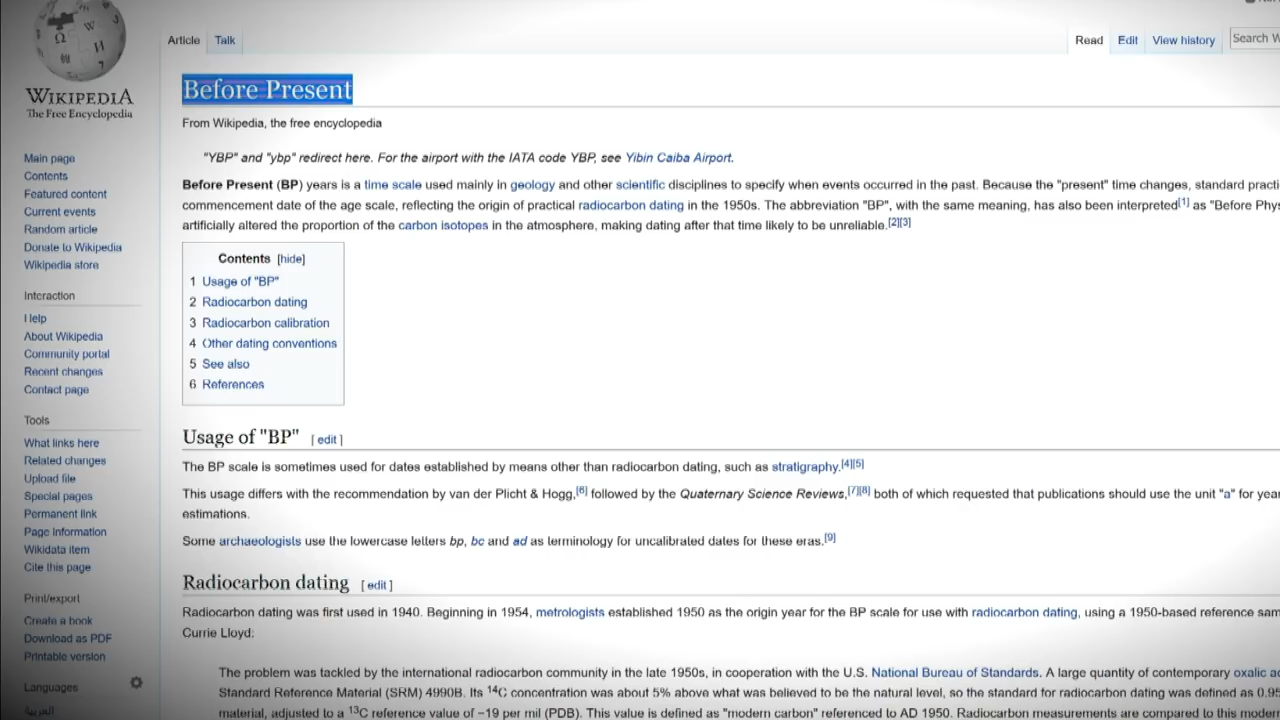 Article Talk Read Edit View history Search W
WIKIPEDIA
The Free Encyclopedia
Main page
Contents
Featured content
Current events
Random article
Donate to Wikipedia
Wikipedia store
Interaction
Help
About Wikipedia
Community portal
Recent changes
Contact page
Tools
What links here
Related changes
Upload file
Special pages
Permanent link
Page information
Wikidata item
Cite this page
Print/export
Create a book
Download as PDF
Printable version
Languages
العربية
Before Present
From Wikipedia, the free encyclopedia
"YBP" and "ybp" redirect here. For the airport with the IATA code YBP, see Yibin Caiba Airport.
Before Present (BP) years is a time scale used mainly in geology and other scientific disciplines to specify when events occurred in the past. Because the "present" time changes, standard practi
commencement date of the age scale, reflecting the origin of practical radiocarbon dating in the 1950s. The abbreviation "BP", with the same meaning, has also been interpreted[1] as "Before Phys
artificially altered the proportion of the carbon isotopes in the atmosphere, making dating after that time likely to be unreliable.[2][3]
Contents [hide]
1 Usage of "BP"
2 Radiocarbon dating
3 Radiocarbon calibration
4 Other dating conventions
5 See also
6 References
Usage of "BP" [ edit ]
The BP scale is sometimes used for dates established by means other than radiocarbon dating, such as stratigraphy.[4][5]
This usage differs with the recommendation by van der Plicht & Hogg,[6] followed by the Quaternary Science Reviews,[7][8] both of which requested that publications should use the unit "a" for year
estimations.
Some archaeologists use the lowercase letters bp, bc and ad as terminology for uncalibrated dates for these eras.[9]
Radiocarbon dating [ edit ]
Radiocarbon dating was first used in 1940. Beginning in 1954, metrologists established 1950 as the origin year for the BP scale for use with radiocarbon dating, using a 1950-based reference sam
Currie Lloyd:
The problem was tackled by the international radiocarbon community in the late 1950s, in cooperation with the U.S. National Bureau of Standards. A large quantity of contemporary oxalic ac
Standard Reference Material (SRM) 4990B. Its 14C concentration was about 5% above what was believed to be the natural level, so the standard for radiocarbon dating was defined as 0.95
material, adjusted to a 13C reference value of −19 per mil (PDB). This value is defined as "modern carbon" referenced to AD 1950. Radiocarbon measurements are compared to this modern